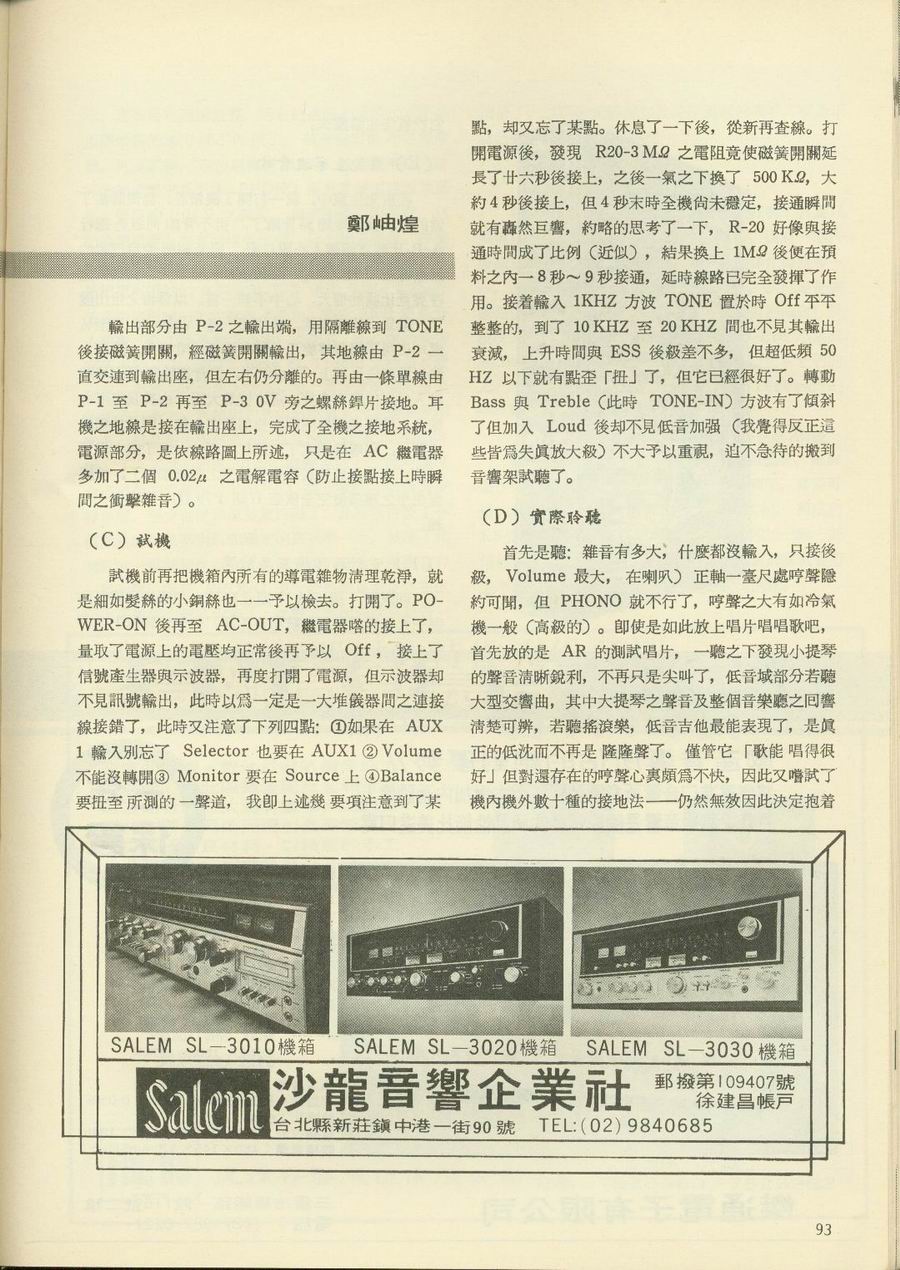 鄭岫煌
輸出部分由 P-2 之輸出端，用隔離線到 TONE
後接磁簧開關，經磁簧開關輸出， 其地線由 P-2 一
直交連到輸出座，但左右仍分離的。再由一條單線由
P-1 至 P-2 再至 P-3 0V 旁之螺絲銲片接地。耳
機之地線是接在輸出座上，完成了全機之接地系統，
電源部分，是依線路圖上所述， 只是在 AC 繼電器
多加了二個 0.02μ 之電解電容（防止接點接上時瞬
間之衝擊雜音）。
（C）試機
試機前再把機箱內所有的導電雜物淸理乾淨，就
是細如髮絲的小銅絲也一一予以檢去。打開了。PO-
WER-ON 後再至 AC-OUT，繼電器喀的接上了，
量取了電源上的電壓均正常後再予以 Off ，接上了
信號產生器與示波器，再度打開了電源，但示波器却
不見訊號輸出，此時以爲一定是一大堆儀器間之連接
線接錯了，此時又注意了下列四點: ①如果在 AUX
1 輸入別忘了 Selector 也要在 AUX1 ② Volume
不能沒轉開③ Monitor 要在 Source 上 ④Balance
要扭至 所測的 一聲道， 我卽上述幾 要項注意到了某
點，却又忘了某點。休息了一下後，從新再查線。打
開電源後，發現 R20-3 MΩ 之電阻竟使磁簧開關延
長了廿六秒後接上，之後一氣之下換了 500 KΩ，大
約 4 秒後接上，但 4 秒末時全機尙未穩定，接通瞬間
就有轟然巨響，約略的思考了一下， R-20 好像與接
通時間成了比例（近似），結果換上 1MΩ 後便在預
料之內一 8 秒～ 9 秒接通，延時線路已完全發揮了作
用。接着輸入 1KHZ 方波 TONE 置於時 Off 平平
整整的，到了 10 KHZ 至 20 KHZ 間也不見其輸出
衰減， 上升時間與 ESS 後級差不多， 但超低頻 50
HZ 以下就有點歪「扭」了，但它已經很好了。轉動
Bass 與 Treble（此時 TONE-IN）方波有了傾斜
了但加入 Loud 後却不見低音加强（我覺得反正這
些皆爲失眞放大級）不大予以重視，迫不急待的搬到
音響架試聽了。
（D）實際聆聽
首先是聽: 雜音有多大，什麼都沒輸入，只接後
級， Volume 最大， 在喇叭）正軸一臺尺處哼聲隱
約可聞，但 PHONO 就不行了，哼聲之大有如冷氣
機一般（高級的）。卽使是如此放上唱片唱唱歌吧，
首先放的是 AR 的測試唱片， 一聽之下發現小提琴
的聲音淸晰銳利，不再只是尖叫了，低音域部分若聽
大型交響曲，其中大提琴之聲音及整個音樂廳之囘響
淸楚可辨，若聽搖滾樂，低音吉他最能表現了，是眞
正的低沈而不再是 隆隆聲了。 僅管它「歌能 唱得很
好」但對還存在的哼聲心裏頗爲不快，因此又嚐試了
機內機外數十種的接地法——仍然無效因此決定抱着
SALEM SL—3010機箱
SALEM SL—3020機箱
SALEM SL—3030機箱
Salem
沙龍音響企業社
郵撥第109407號
徐建昌帳戶
台北縣新莊鎭中港一街90號 TEL:(02)9840685
93